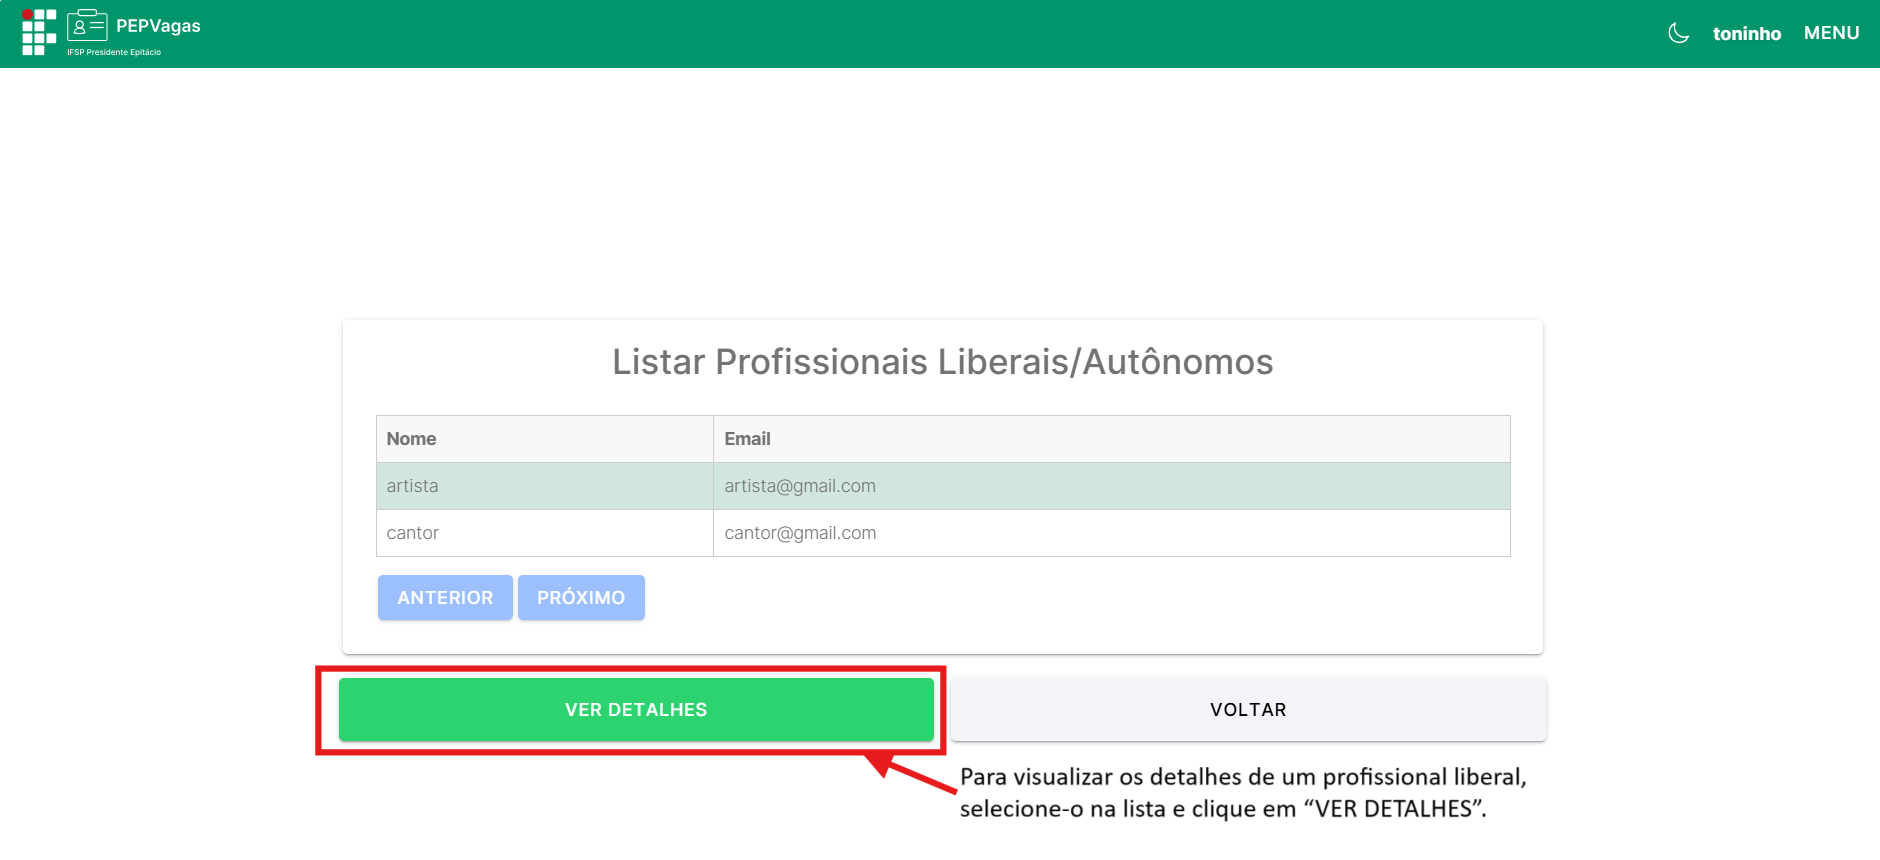 PEPVagas
IFSP Presidente Epitácio
toninho
MENU
Listar Profissionais Liberais/Autônomos
Nome Email
artista artista@gmail.com
cantor cantor@gmail.com
ANTERIOR PRÓXIMO
VER DETALHES
VOLTAR
Para visualizar os detalhes de um profissional liberal,
selecione-o na lista e clique em “VER DETALHES”.